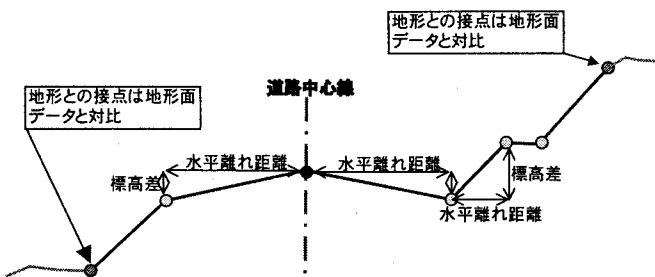 地形との接点は地形面
データと対比
地形との接点は地形面
データと対比
道路中心線
水平離れ距離
水平離れ距離
標高差
標高差
水平離れ距離